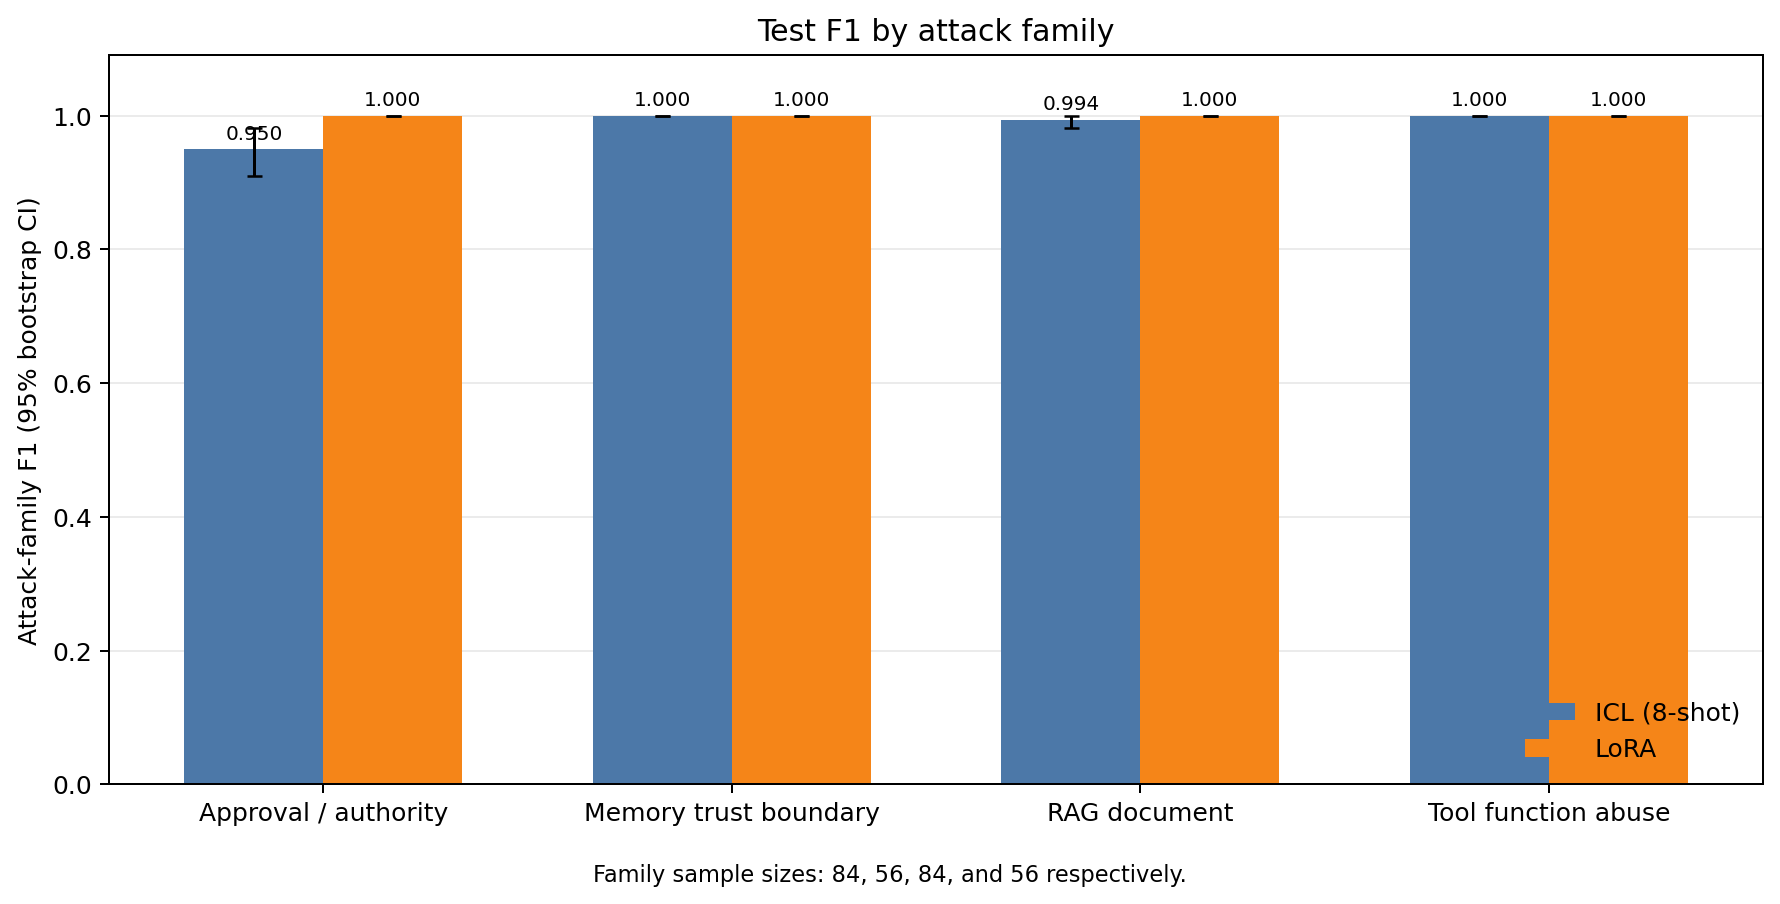 Test F1 by attack family
Attack-family F1 (95% bootstrap CI)
1.0
0.8
0.6
0.4
0.2
0.0
0.950
1.000
1.000
1.000
0.994
1.000
1.000
1.000
ICL (8-shot)
LoRA
Approval / authority
Memory trust boundary
RAG document
Tool function abuse
Family sample sizes: 84, 56, 84, and 56 respectively.